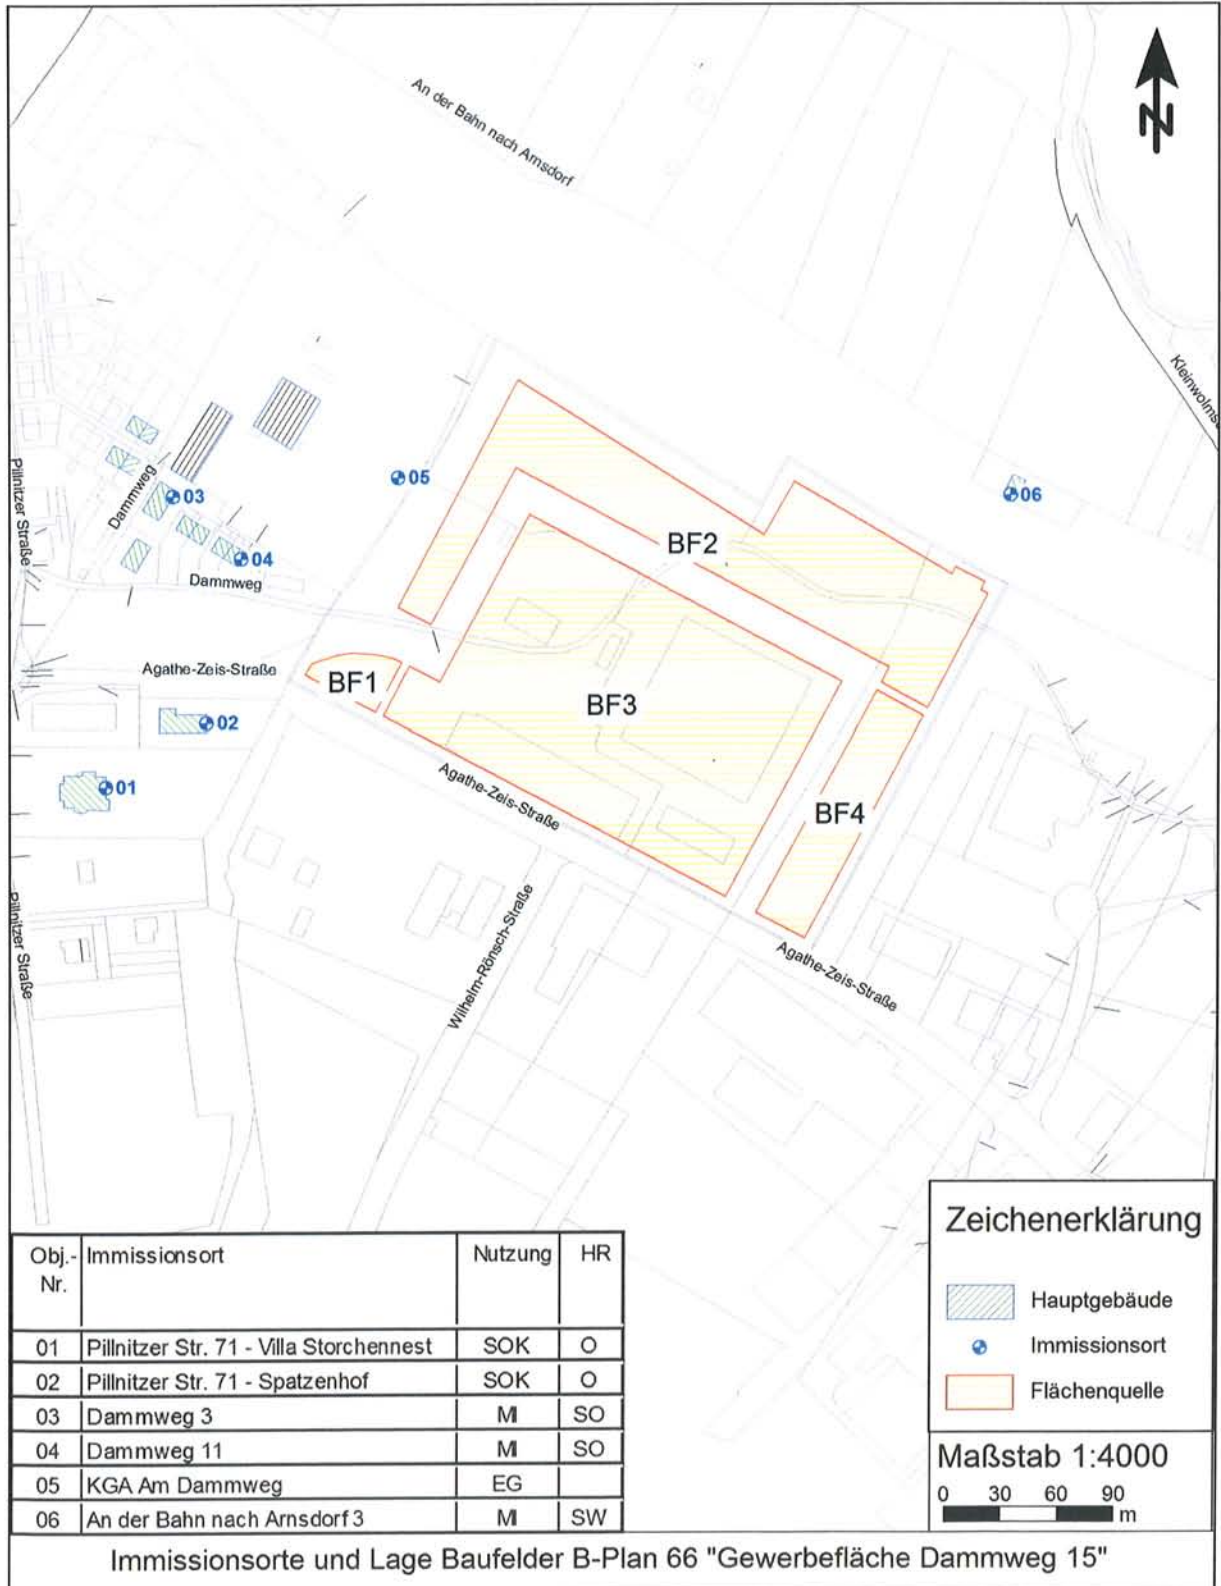 N
An der Bahn nach Arnsdorf
Kleinwolms
Pillnitzer Straße
Dammweg
03
04
05
06
Dammweg
BF2
Agathe-Zeis-Straße
BF1
BF3
02
01
Agathe-Zeis-Straße
BF4
Pillnitzer Straße
Wilhelm-Rönsch-Straße
Agathe-Zeis-Straße
Obj.-Nr. Immissionsort Nutzung HR
01 Pillnitzer Str. 71 - Villa Storchennest SOK O
02 Pillnitzer Str. 71 - Spatzenhof SOK O
03 Dammweg 3 MI SO
04 Dammweg 11 MI SO
05 KGA Am Dammweg EG
06 An der Bahn nach Arnsdorf 3 MI SW
Zeichenerklärung
Hauptgebäude
Immissionsort
Flächenquelle
Maßstab 1:4000
0 30 60 90
m
Immissionsorte und Lage Baufelder B-Plan 66 "Gewerbefläche Dammweg 15"